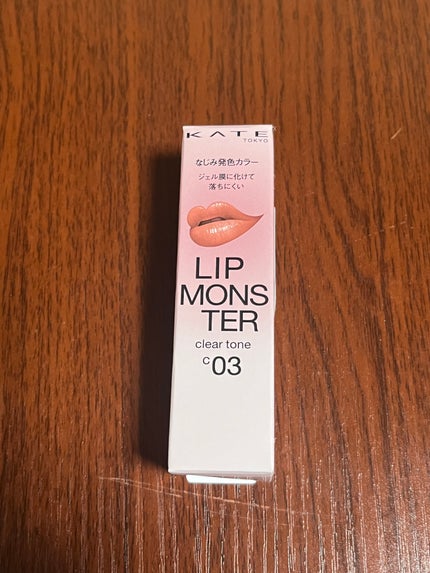 KATE
TOKYO
なじみ発色カラー
ジェル膜に化けて
落ちにくい
LIP
MONS
TER
clear tone
C03